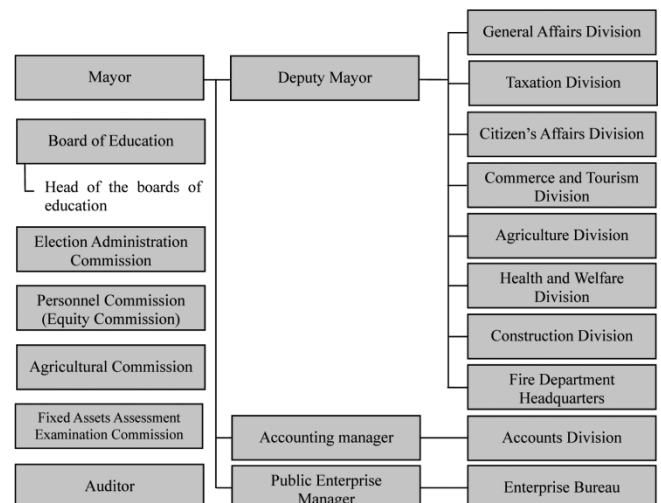 Mayor
Board of Education
Head of the boards of
education
Election Administration
Commission
Personnel Commission
(Equity Commission)
Agricultural Commission
Fixed Assets Assessment
Examination Commission
Auditor
Deputy Mayor
Accounting manager
Public Enterprise
Manager
General Affairs Division
Taxation Division
Citizen's Affairs Division
Commerce and Tourism
Division
Agriculture Division
Health and Welfare
Division
Construction Division
Fire Department
Headquarters
Accounts Division
Enterprise Bureau